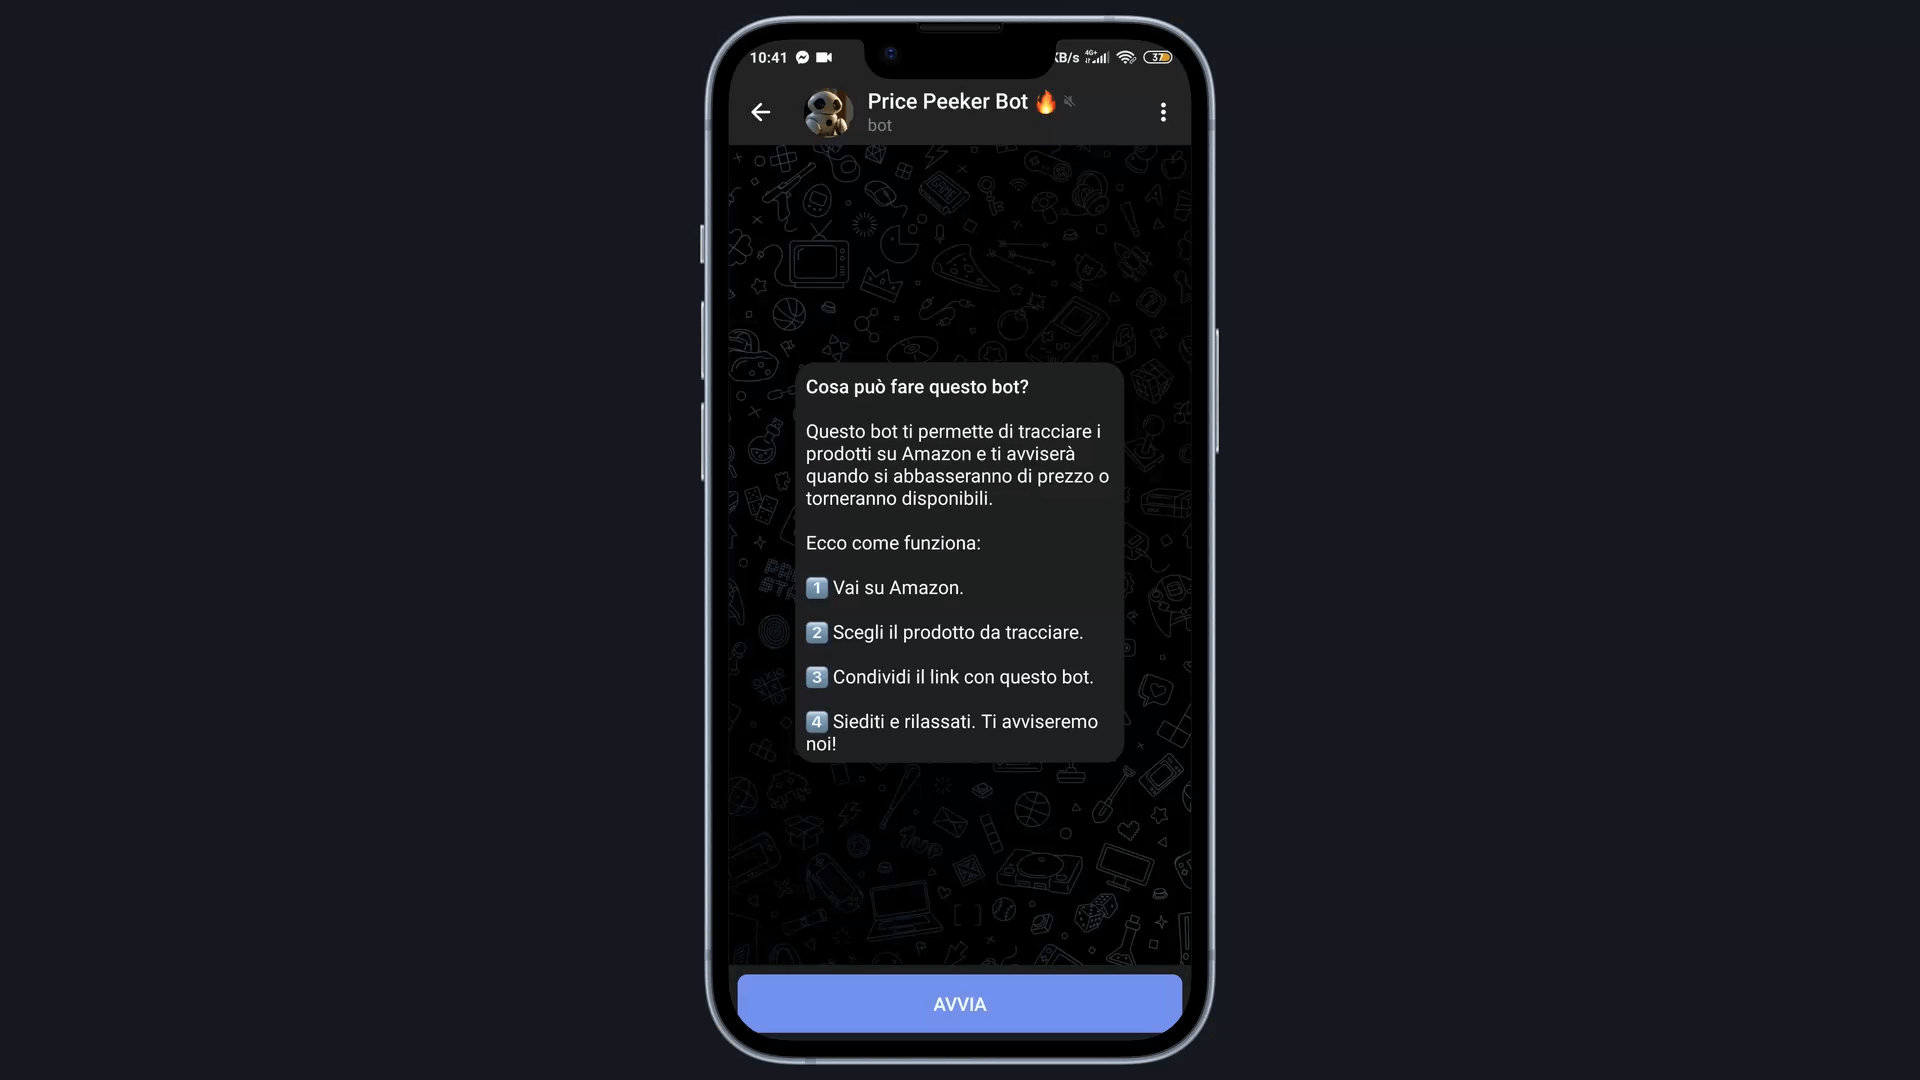 10:41
KB/s 4G+ 37
Price Peeker Bot 🔥
bot
Cosa può fare questo bot?
Questo bot ti permette di tracciare i
prodotti su Amazon e ti avviserà
quando si abbasseranno di prezzo o
torneranno disponibili.
Ecco come funziona:
1️⃣ Vai su Amazon.
2️⃣ Scegli il prodotto da tracciare.
3️⃣ Condividi il link con questo bot.
4️⃣ Siediti e rilassati. Ti avviseremo
noi!
AVVIA